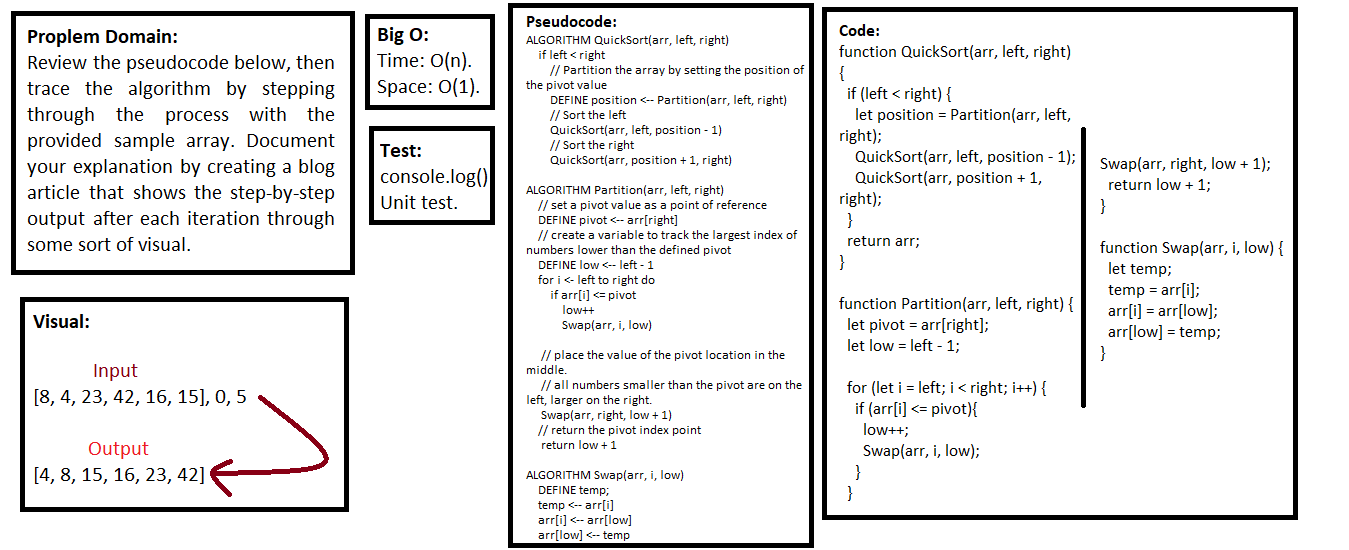 Proplem Domain:
Review the pseudocode below, then
trace the algorithm by stepping
through the process with the
provided sample array. Document
your explanation by creating a blog
article that shows the step-by-step
output after each iteration through
some sort of visual.
Big O:
Time: O(n).
Space: O(1).
Test:
console.log()
Unit test.
Visual:
Input
[8, 4, 23, 42, 16, 15], 0, 5
Output
[4, 8, 15, 16, 23, 42]
Pseudocode:
ALGORITHM QuickSort(arr, left, right)
if left < right
// Partition the array by setting the position of
the pivot value
DEFINE position <-- Partition(arr, left, right)
// Sort the left
QuickSort(arr, left, position - 1)
// Sort the right
QuickSort(arr, position + 1, right)
ALGORITHM Partition(arr, left, right)
// set a pivot value as a point of reference
DEFINE pivot <-- arr[right]
// create a variable to track the largest index of
numbers lower than the defined pivot
DEFINE low <-- left - 1
for i <- left to right do
if arr[i] <= pivot
low++
Swap(arr, i, low)
// place the value of the pivot location in the
middle.
// all numbers smaller than the pivot are on the
left, larger on the right.
Swap(arr, right, low + 1)
// return the pivot index point
return low + 1
ALGORITHM Swap(arr, i, low)
DEFINE temp;
temp <-- arr[i]
arr[i] <-- arr[low]
arr[low] <-- temp
Code:
function QuickSort(arr, left, right)
{
if (left < right) {
let position = Partition(arr, left,
right);
QuickSort(arr, left, position - 1);
QuickSort(arr, position + 1,
right);
}
return arr;
}
function Partition(arr, left, right) {
let pivot = arr[right];
let low = left - 1;
for (let i = left; i < right; i++) {
if (arr[i] <= pivot){
low++;
Swap(arr, i, low);
}
}
Swap(arr, right, low + 1);
return low + 1;
}
function Swap(arr, i, low) {
let temp;
temp = arr[i];
arr[i] = arr[low];
arr[low] = temp;
}